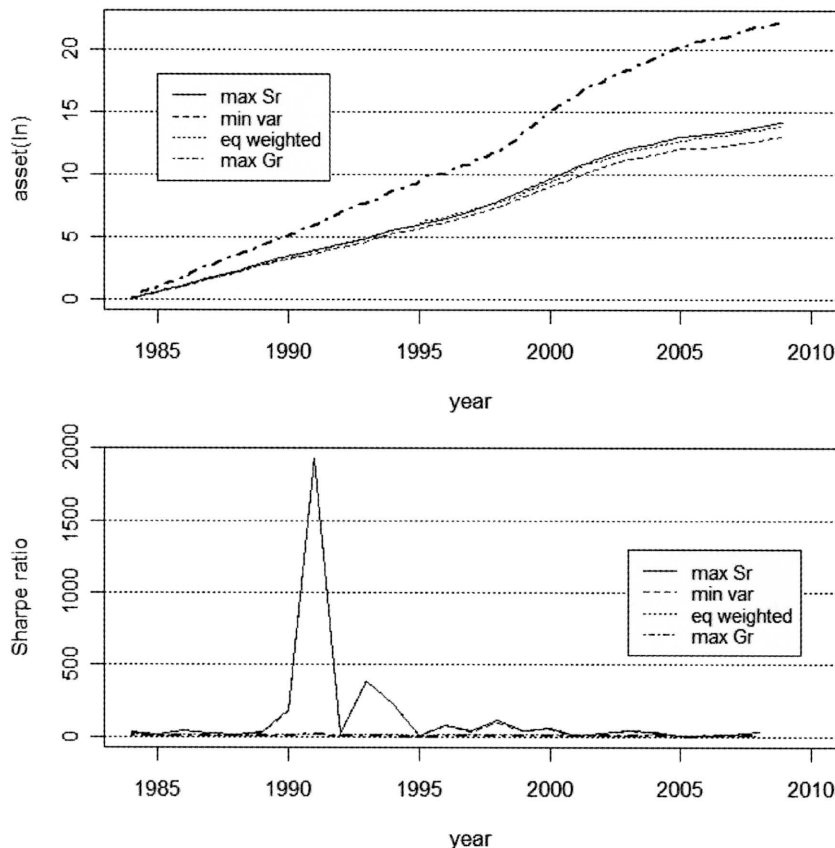 20
15
10
5
0
asset(ln)
max Sr
min var
eq weighted
max Gr
1985 1990 1995 2000 2005 2010
year
2000
1500
1000
500
0
Sharpe ratio
max Sr
min var
eq weighted
max Gr
1985 1990 1995 2000 2005 2010
year